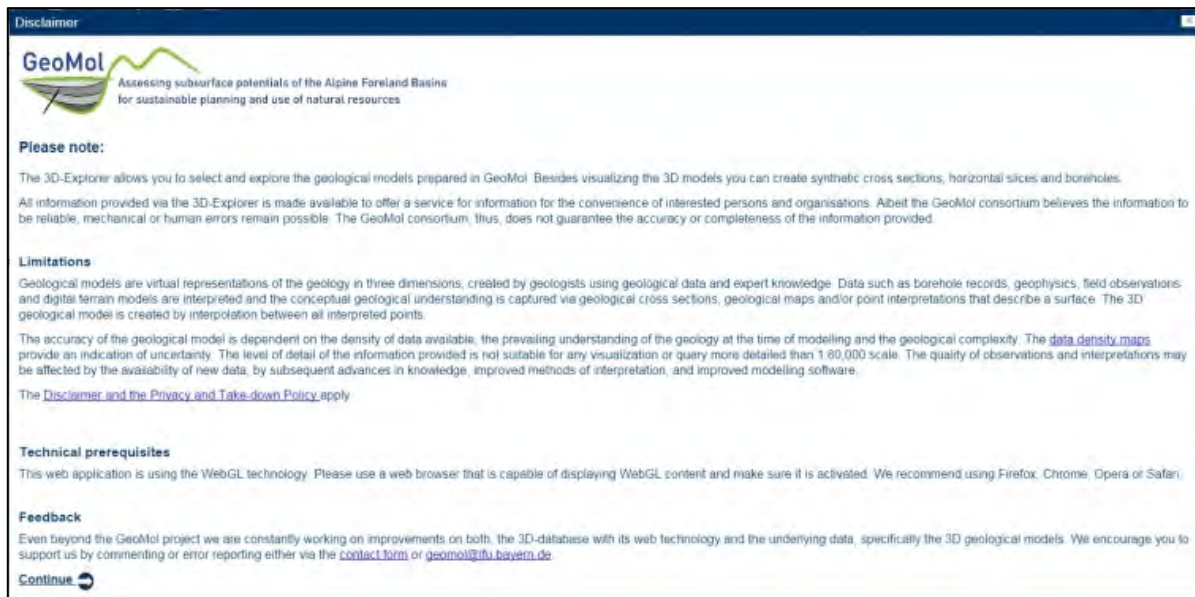 Disclaimer
GeoMol
Assessing subsurface potentials of the Alpine Foreland Basins
for sustainable planning and use of natural resources
Please note:
The 3D-Explorer allows you to select and explore the geological models prepared in GeoMol. Besides visualizing the 3D models you can create synthetic cross sections, horizontal slices and boreholes.
All information provided via the 3D-Explorer is made available to offer a service for information for the convenience of interested persons and organisations. Albeit the GeoMol consortium believes the information to
be reliable, mechanical or human errors remain possible. The GeoMol consortium, thus, does not guarantee the accuracy or completeness of the information provided.
Limitations
Geological models are virtual representations of the geology in three dimensions, created by geologists using geological data and expert knowledge. Data such as borehole records, geophysics, field observations
and digital terrain models are interpreted and the conceptual geological understanding is captured via geological cross sections, geological maps and/or point interpretations that describe a surface. The 3D
geological model is created by interpolation between all interpreted points.
The accuracy of the geological model is dependent on the density of data available, the prevailing understanding of the geology at the time of modelling and the geological complexity. The data density maps
provide an indication of uncertainty. The level of detail of the information provided is not suitable for any visualization or query more detailed than 1:60,000 scale. The quality of observations and interpretations may
be affected by the availability of new data, by subsequent advances in knowledge, improved methods of interpretation, and improved modelling software.
The Disclaimer and the Privacy and Take-down Policy apply
Technical prerequisites
This web application is using the WebGL technology. Please use a web browser that is capable of displaying WebGL content and make sure it is activated. We recommend using Firefox, Chrome, Opera or Safari.
Feedback
Even beyond the GeoMol project we are constantly working on improvements on both, the 3D-database with its web technology and the underlying data, specifically the 3D geological models. We encourage you to
support us by commenting or error reporting either via the contact form or geomol@lfu.bayern.de.
Continue